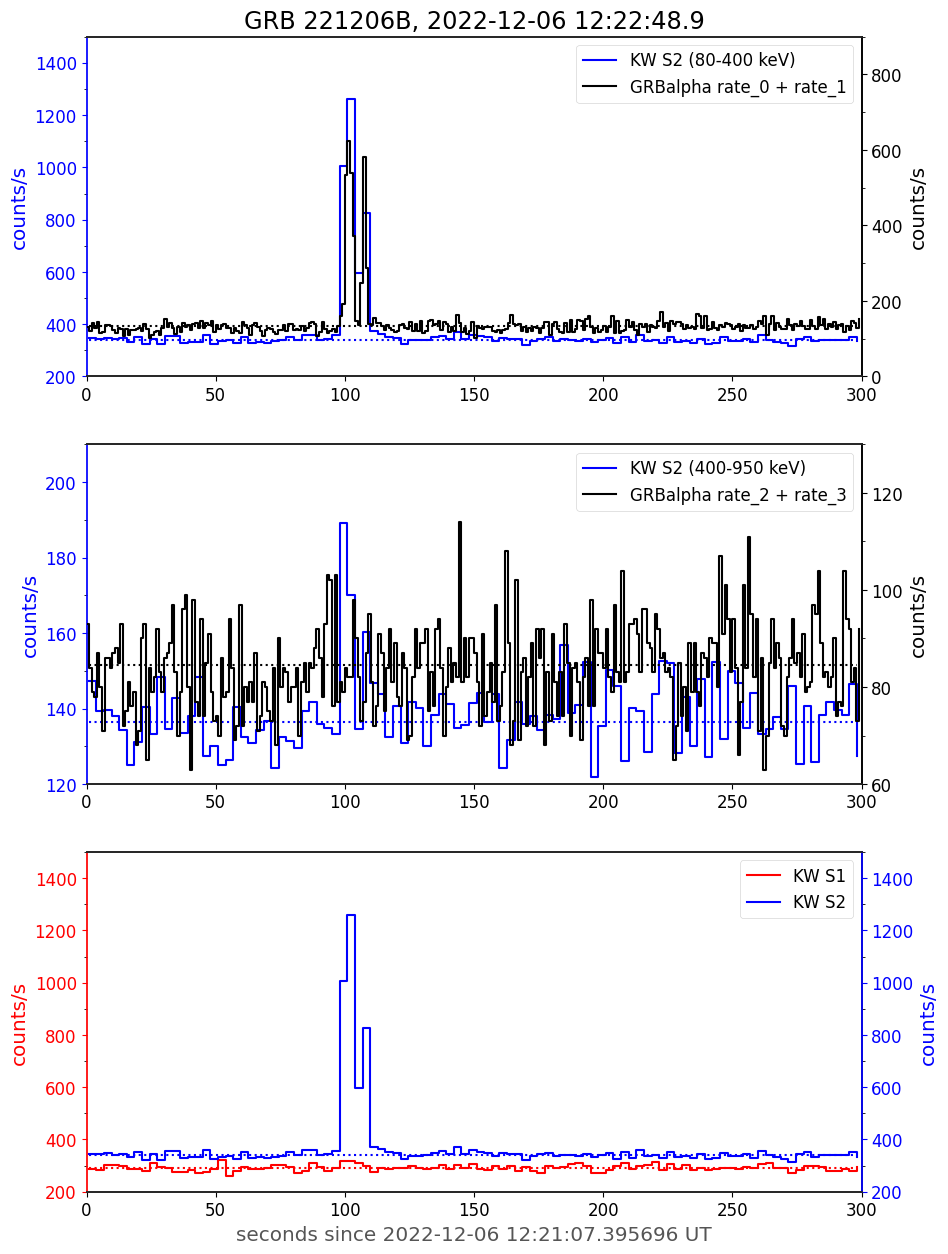 GRB 221206B, 2022-12-06 12:22:48.9
KW S2 (80-400 keV)
GRBalpha rate_0 + rate_1
counts/s
1400
1200
1000
800
600
400
200
800
600
400
200
0
counts/s
0 50 100 150 200 250 300
KW S2 (400-950 keV)
GRBalpha rate_2 + rate_3
counts/s
200
180
160
140
120
120
100
80
60
counts/s
0 50 100 150 200 250 300
KW S1
KW S2
counts/s
1400
1200
1000
800
600
400
200
1400
1200
1000
800
600
400
200
counts/s
0 50 100 150 200 250 300
seconds since 2022-12-06 12:21:07.395696 UT